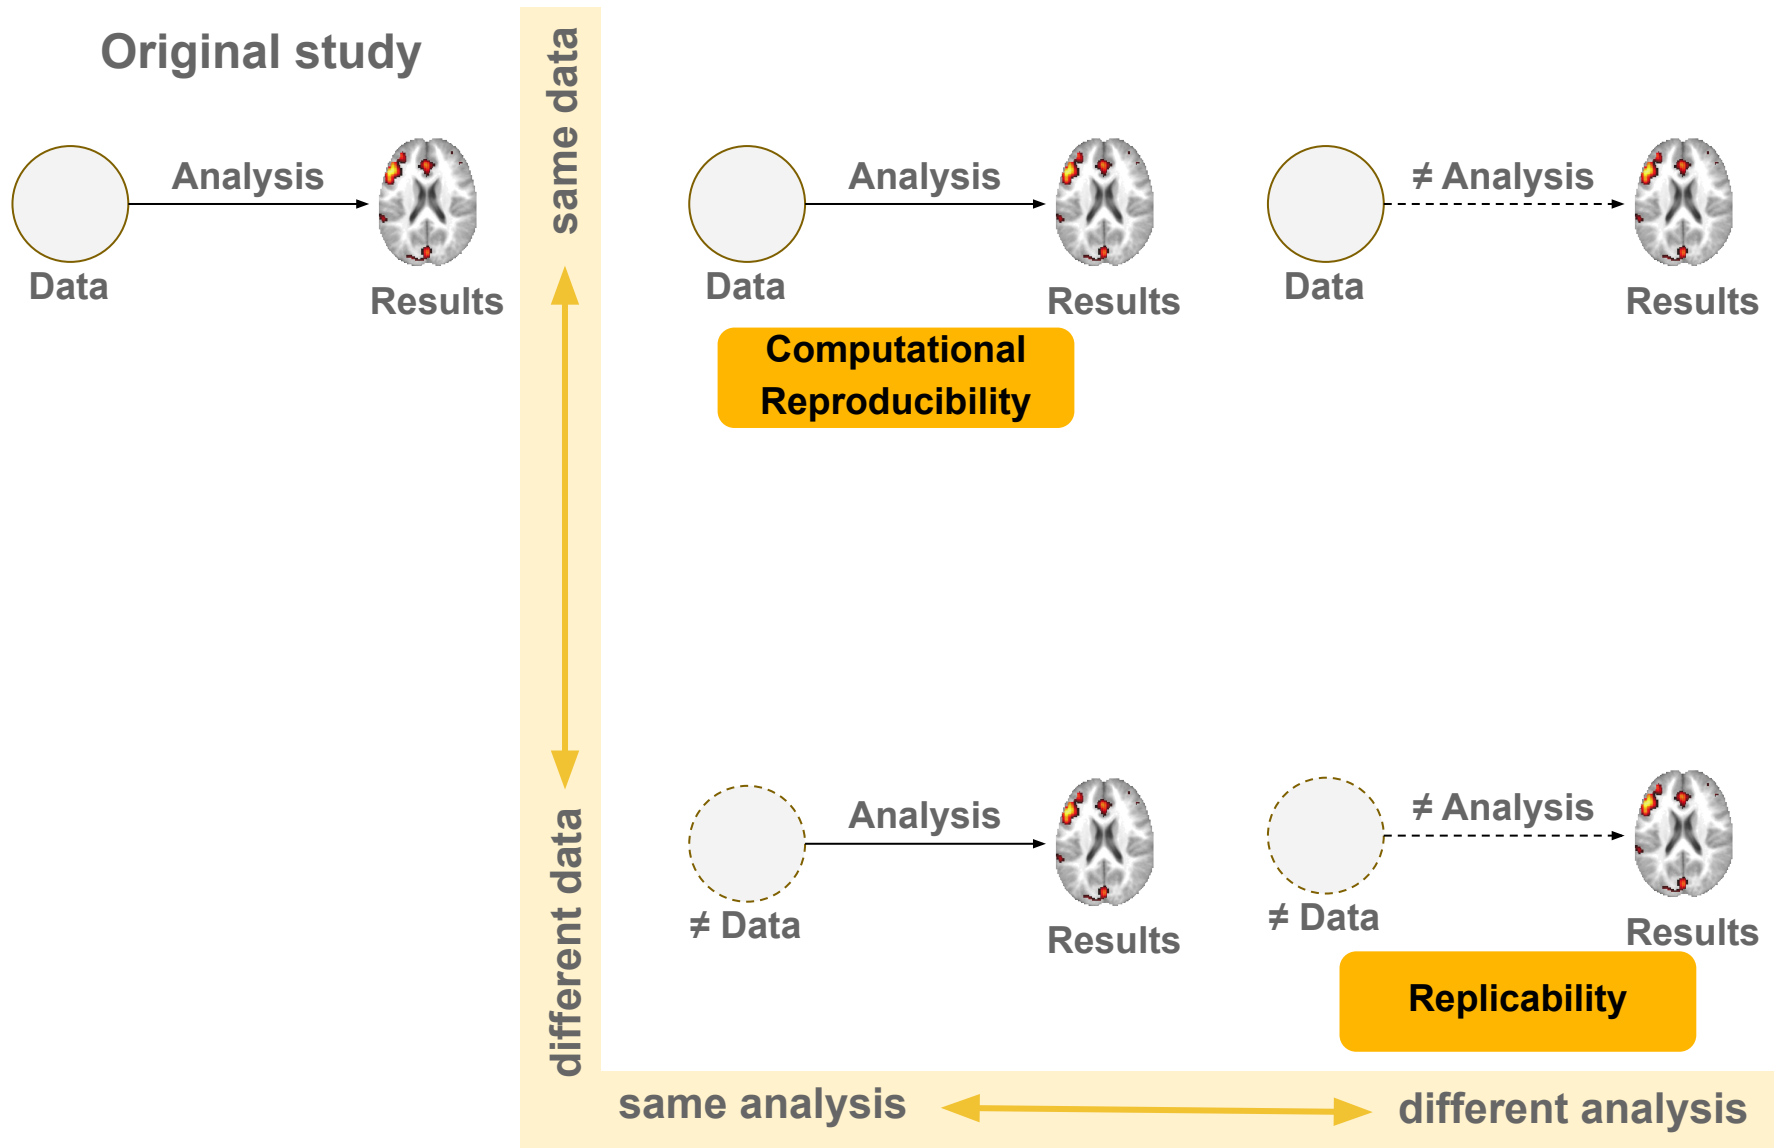 Original study
Analysis
Data
Results
same data
different data
Analysis
Data
Results
Computational
Reproducibility
≠ Analysis
Data
Results
Analysis
≠ Data
Results
≠ Analysis
≠ Data
Results
Replicability
same analysis
different analysis